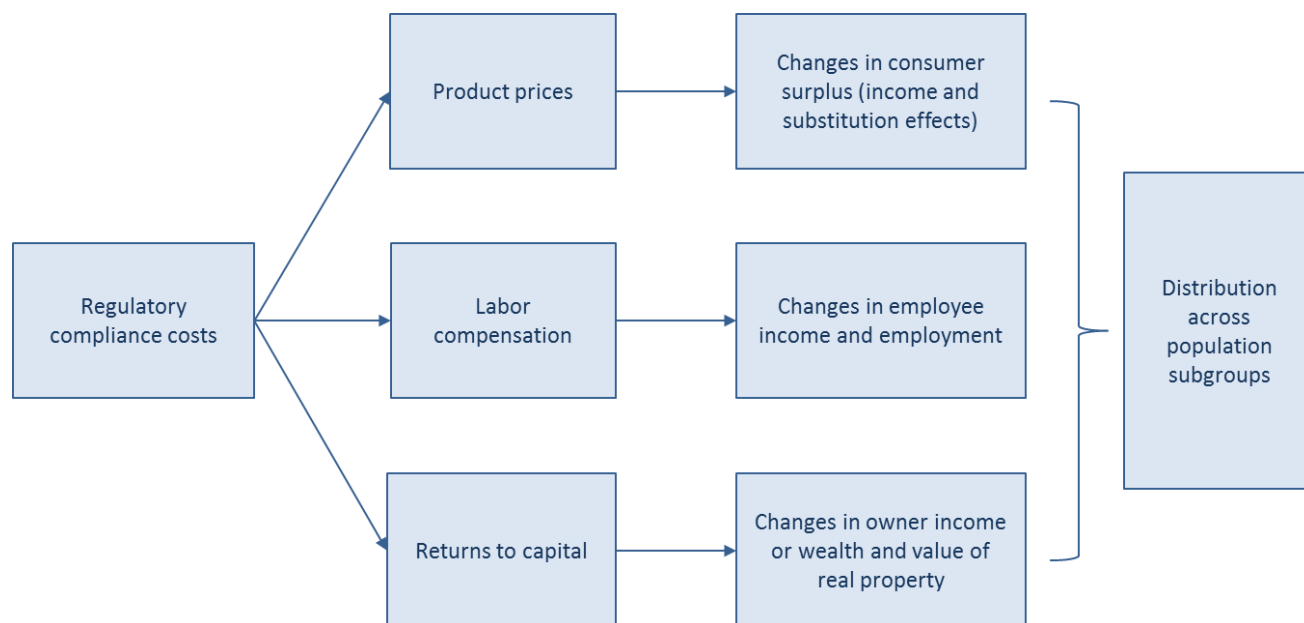 Product prices
Changes in consumer
surplus (income and
substitution effects)
Regulatory
compliance costs
Labor
compensation
Changes in employee
income and employment
Distribution
across
population
subgroups
Returns to capital
Changes in owner income
or wealth and value of
real property